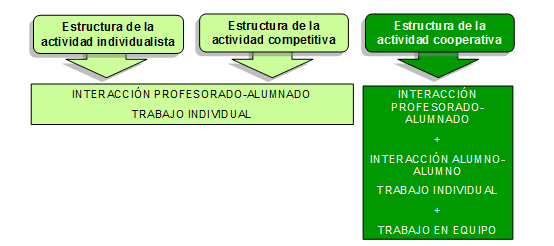 Estructura de la
actividad individualista
Estructura de la
actividad competitiva
Estructura de la
actividad cooperativa
INTERACCIÓN PROFESORADO-ALUMNADO
TRABAJO INDIVIDUAL
INTERACCIÓN
PROFESORADO-
ALUMNADO
+
INTERACCIÓN ALUMNO-
ALUMNO
TRABAJO INDIVIDUAL
+
TRABAJO EN EQUIPO